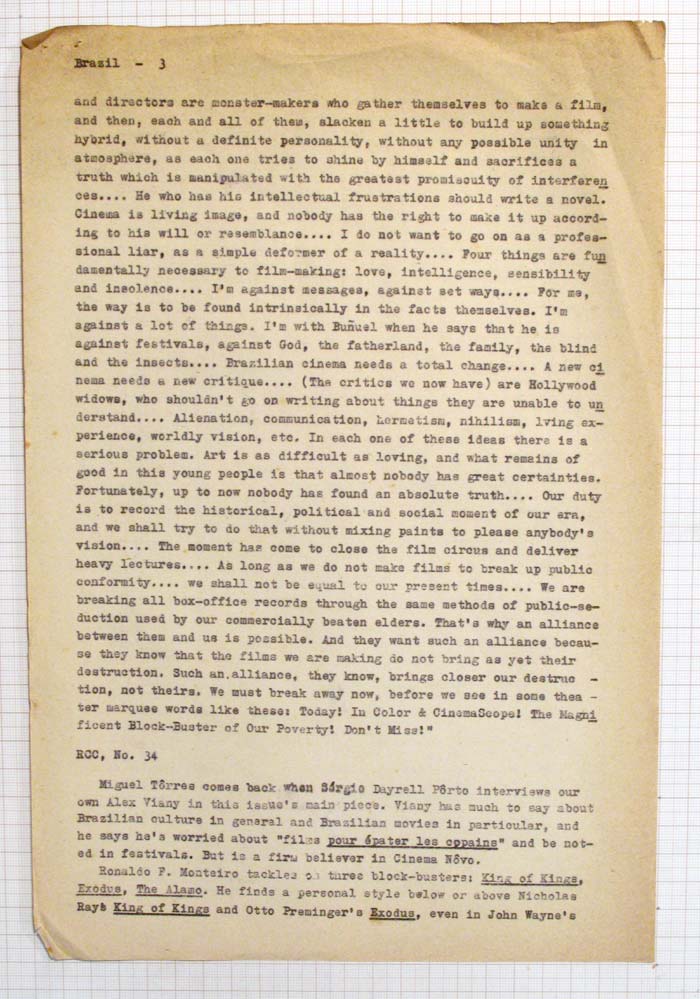 Brazil - 3
and directors are monster-makers who gather themselves to make a film,
and then, each and all of them, slacken a little to build up something
hybrid, without a definite personality, without any possible unity in
atmosphere, as each one tries to shine by himself and sacrifices a
truth which is manipulated with the greatest promiscuity of interferen
ces.... He who has his intellectual frustrations should write a novel.
Cinema is living image, and nobody has the right to make it up accord-
ing to his will or resemblance.... I do not want to go on as a profes-
sional liar, as a simple deformer of a reality.... Four things are fun
damentally necessary to film-making: love, intelligence, sensibility
and insolence.... I'm against messages, against set ways.... For me,
the way is to be found intrinsically in the facts themselves. I'm
against a lot of things. I'm with Buñuel when he says that he is
against festivals, against God, the fatherland, the family, the blind
and the insects.... Brazilian cinema needs a total change.... A new ci
nema needs a new critique.... (The critics we now have) are Hollywood
widows, who shouldn't go on writing about things they are unable to un
derstand.... Alienation, communication, hermetism, nihilism, lving ex-
perience, worldly vision, etc. In each one of these ideas there is a
serious problem. Art is as difficult as loving, and what remains of
good in this young people is that almost nobody has great certainties.
Fortunately, up to now nobody has found an absolute truth.... Our duty
is to record the historical, political and social moment of our era,
and we shall try to do that without mixing paints to please anybody's
vision.... The moment has come to close the film circus and deliver
heavy lectures.... As long as we do not make films to break up public
conformity.... we shall not be equal to our present times.... We are
breaking all box-office records through the same methods of public-se-
duction used by our commercially beaten elders. That's why an alliance
between them and us is possible. And they want such an alliance becau-
se they know that the films we are making do not bring as yet their
destruction. Such an alliance, they know, brings closer our destruc -
tion, not theirs. We must break away now, before we see in some thea -
ter marquee words like these: Today! In Color & CinemaScope! The Magni
ficent Block-Buster of Our Poverty! Don't Miss!"
RCC, No. 34
Miguel Tôrres comes back when Sérgio Dayrell Pôrto interviews our
own Alex Viany in this issue's main piece. Viany has much to say about
Brazilian culture in general and Brazilian movies in particular, and
he says he's worried about "films pour épater les copains" and be not-
ed in festivals. But is a firm believer in Cinema Nôvo.
Ronaldo F. Monteiro tackles on three block-busters: King of Kings,
Exodus, The Alamo. He finds a personal style below or above Nicholas
Ray's King of Kings and Otto Preminger's Exodus, even in John Wayne's